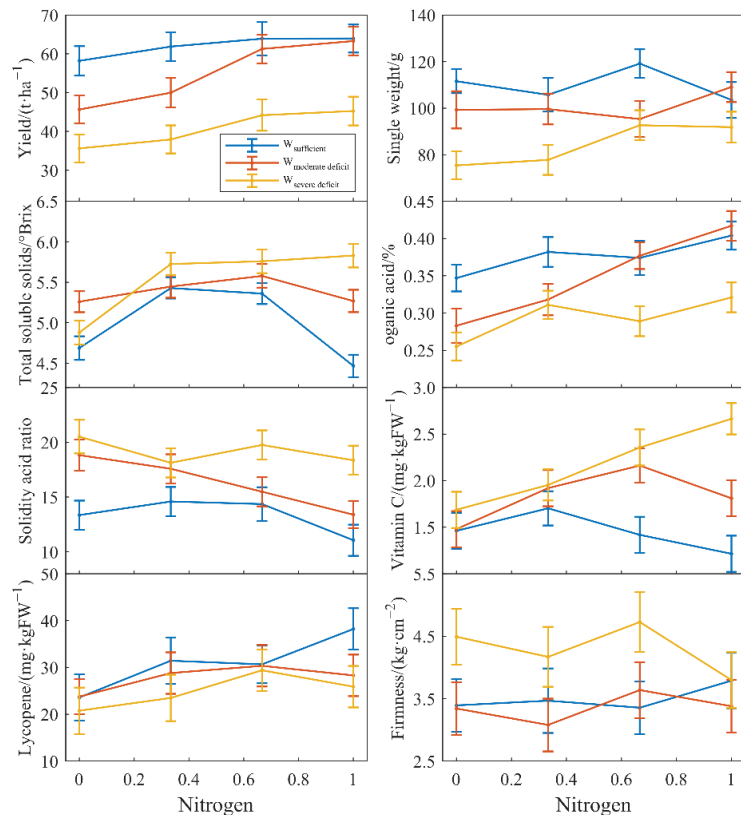 Yield/(t·ha⁻¹)
70
60
50
40
30
W sufficient
W moderate deficit
W severe deficit
Single weight/g
140
120
100
80
Total soluble solids/°Brix
6.5
6.0
5.5
5.0
4.5
oganic acid/%
0.45
0.40
0.35
0.30
0.25
Solidity acid ratio
25
20
15
10
Vitamin C/(mg·kgFW⁻¹)
3.0
2.5
2.0
1.5
Lycopene/(mg·kgFW⁻¹)
50
40
30
20
10
0 0.2 0.4 0.6 0.8 1
Nitrogen
Firmness/(kg·cm⁻²)
5.5
4.5
3.5
2.5
0 0.2 0.4 0.6 0.8 1
Nitrogen